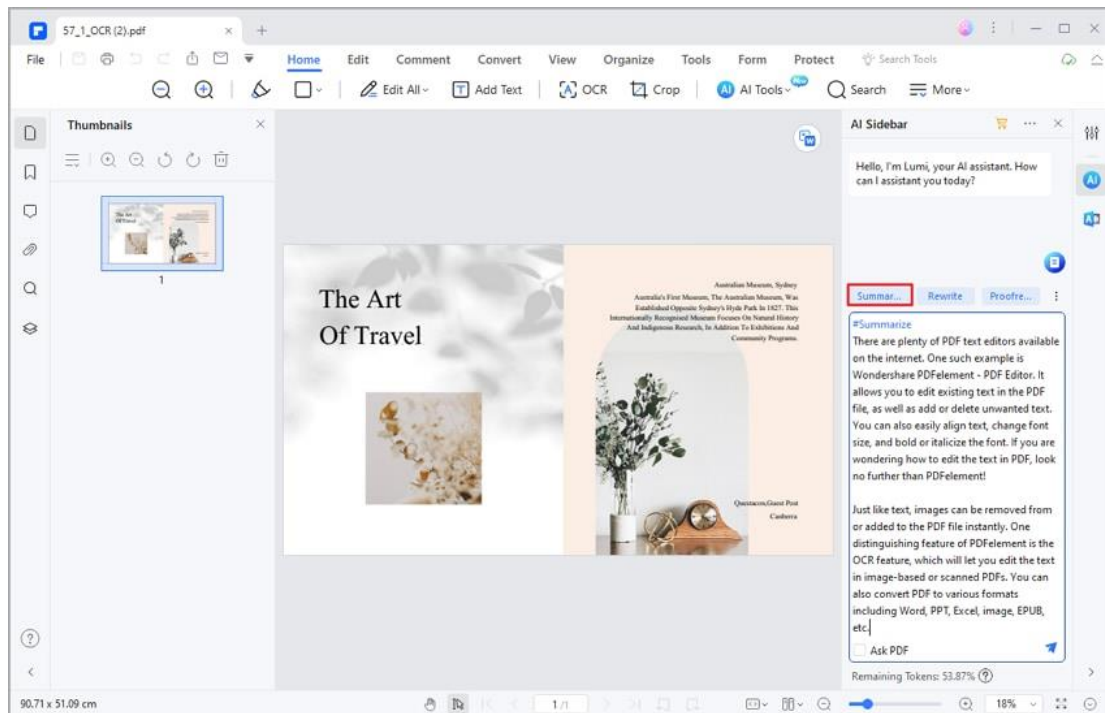 57_1_OCR (2).pdf
File
Home Edit Comment Convert View Organize Tools Form Protect Search Tools
Edit All Add Text OCR Crop AI Tools Search More
Thumbnails
1
The Art
Of Travel
Australian Museum, Sydney
Australia's First Museum, The Australian Museum, Was
Established Opposite Sydney's Hyde Park In 1827. This
Internationally Recognised Museum Focuses On Natural History
And Indigenous Research, In Addition To Exhibitions And
Community Programs.
Guest Post
Canberra
AI Sidebar
Hello, I'm Lumi, your AI assistant. How
can I assistant you today?
Summar... Rewrite Proofre...
#Summarize
There are plenty of PDF text editors available
on the internet. One such example is
Wondershare PDFelement - PDF Editor. It
allows you to edit existing text in the PDF
file, as well as add or delete unwanted text.
You can also easily align text, change font
size, and bold or italicize the font. If you are
wondering how to edit the text in PDF, look
no further than PDFelement!
Just like text, images can be removed from
or added to the PDF file instantly. One
distinguishing feature of PDFelement is the
OCR feature, which will let you edit the text
in image-based or scanned PDFs. You can
also convert PDF to various formats
including Word, PPT, Excel, image, EPUB,
etc.
Ask PDF
Remaining Tokens: 53.87%
90.71 x 51.09 cm
1/1
18%